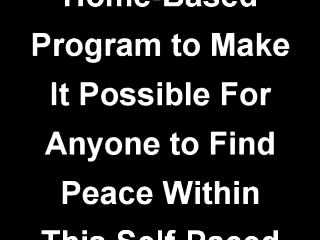 Home-Based
Program to Make
It Possible For
Anyone to Find
Peace Within
This Self-Paced